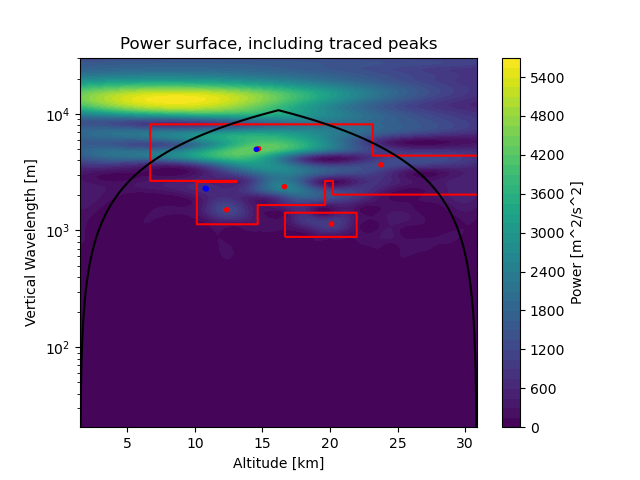 Power surface, including traced peaks
Vertical Wavelength [m]
10^4
10^3
10^2
5 10 15 20 25 30
Altitude [km]
5400
4800
4200
3600
3000
2400
1800
1200
600
0
Power [m^2/s^2]